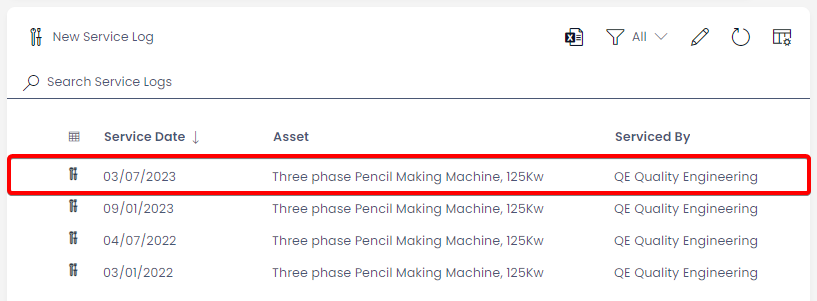 New Service Log
All
Search Service Logs
Service Date Asset Serviced By
03/07/2023 Three phase Pencil Making Machine, 125Kw QE Quality Engineering
09/01/2023 Three phase Pencil Making Machine, 125Kw QE Quality Engineering
04/07/2022 Three phase Pencil Making Machine, 125Kw QE Quality Engineering
03/01/2022 Three phase Pencil Making Machine, 125Kw QE Quality Engineering